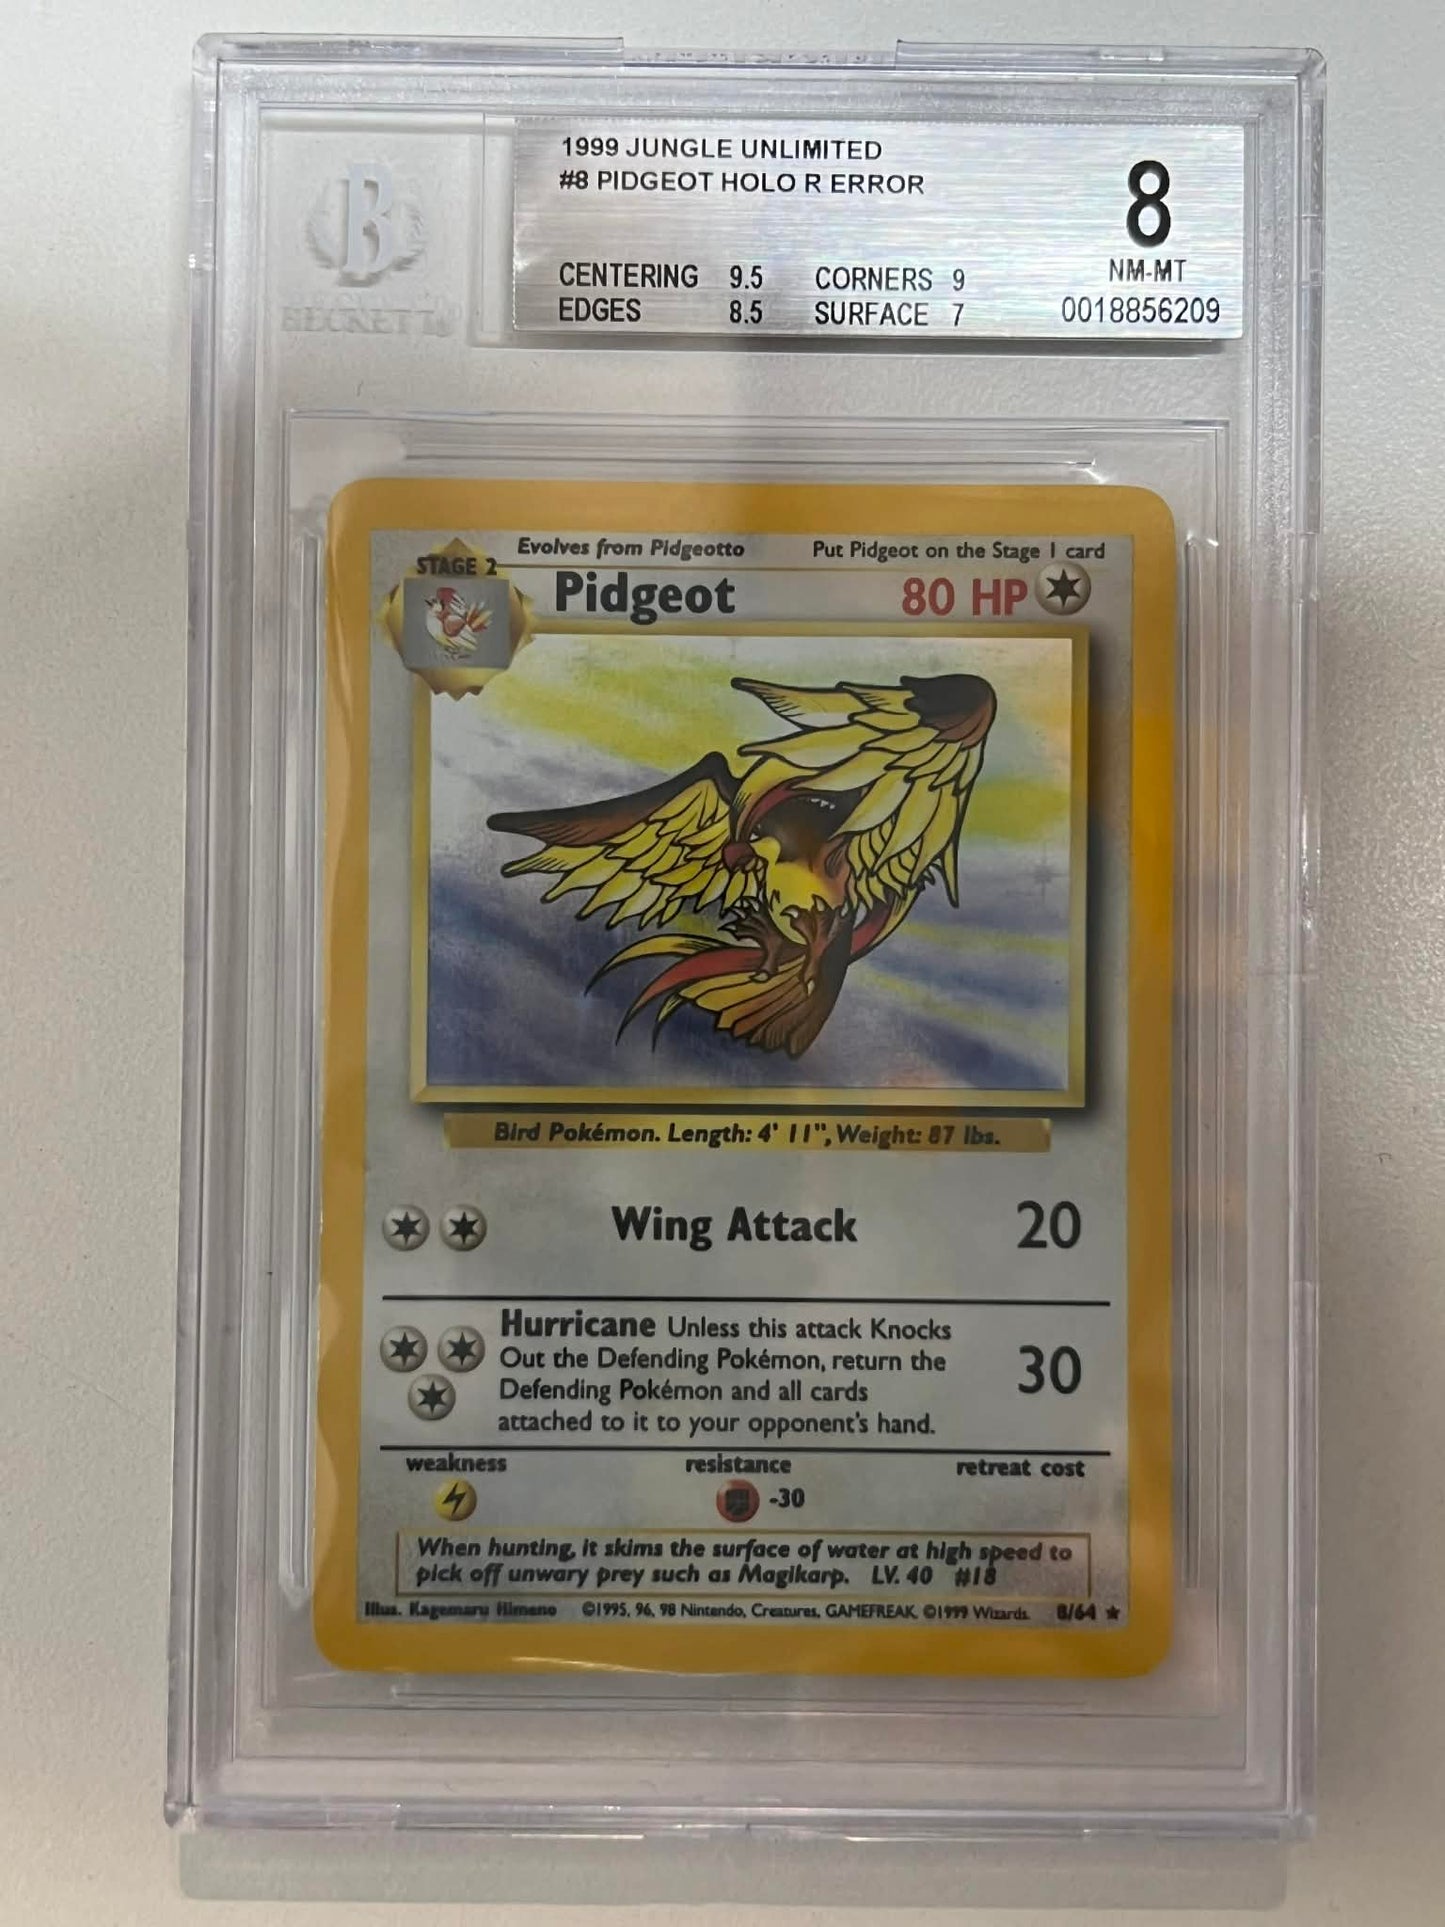 1999 JUNGLE UNLIMITED
#8 PIDGEOT HOLO R ERROR
8
NM-MT
0018856209
CENTERING 9.5 CORNERS 9
EDGES 8.5 SURFACE 7
B
BECKETT
Evolves from Pidgeotto Put Pidgeot on the Stage 1 card
STAGE 2
Pidgeot 80 HP
Bird Pokémon. Length: 4' 11", Weight: 87 lbs.
Wing Attack 20
Hurricane Unless this attack Knocks
Out the Defending Pokémon, return the
Defending Pokémon and all cards
attached to it to your opponent's hand.
30
weakness resistance retreat cost
-30
When hunting, it skims the surface of water at high speed to
pick off unwary prey such as Magikarp. LV. 40 #18
Illus. Kagemaru Himeno ©1995, 96, 98 Nintendo, Creatures, GAMEFREAK. ©1999 Wizards. 8/64 ★